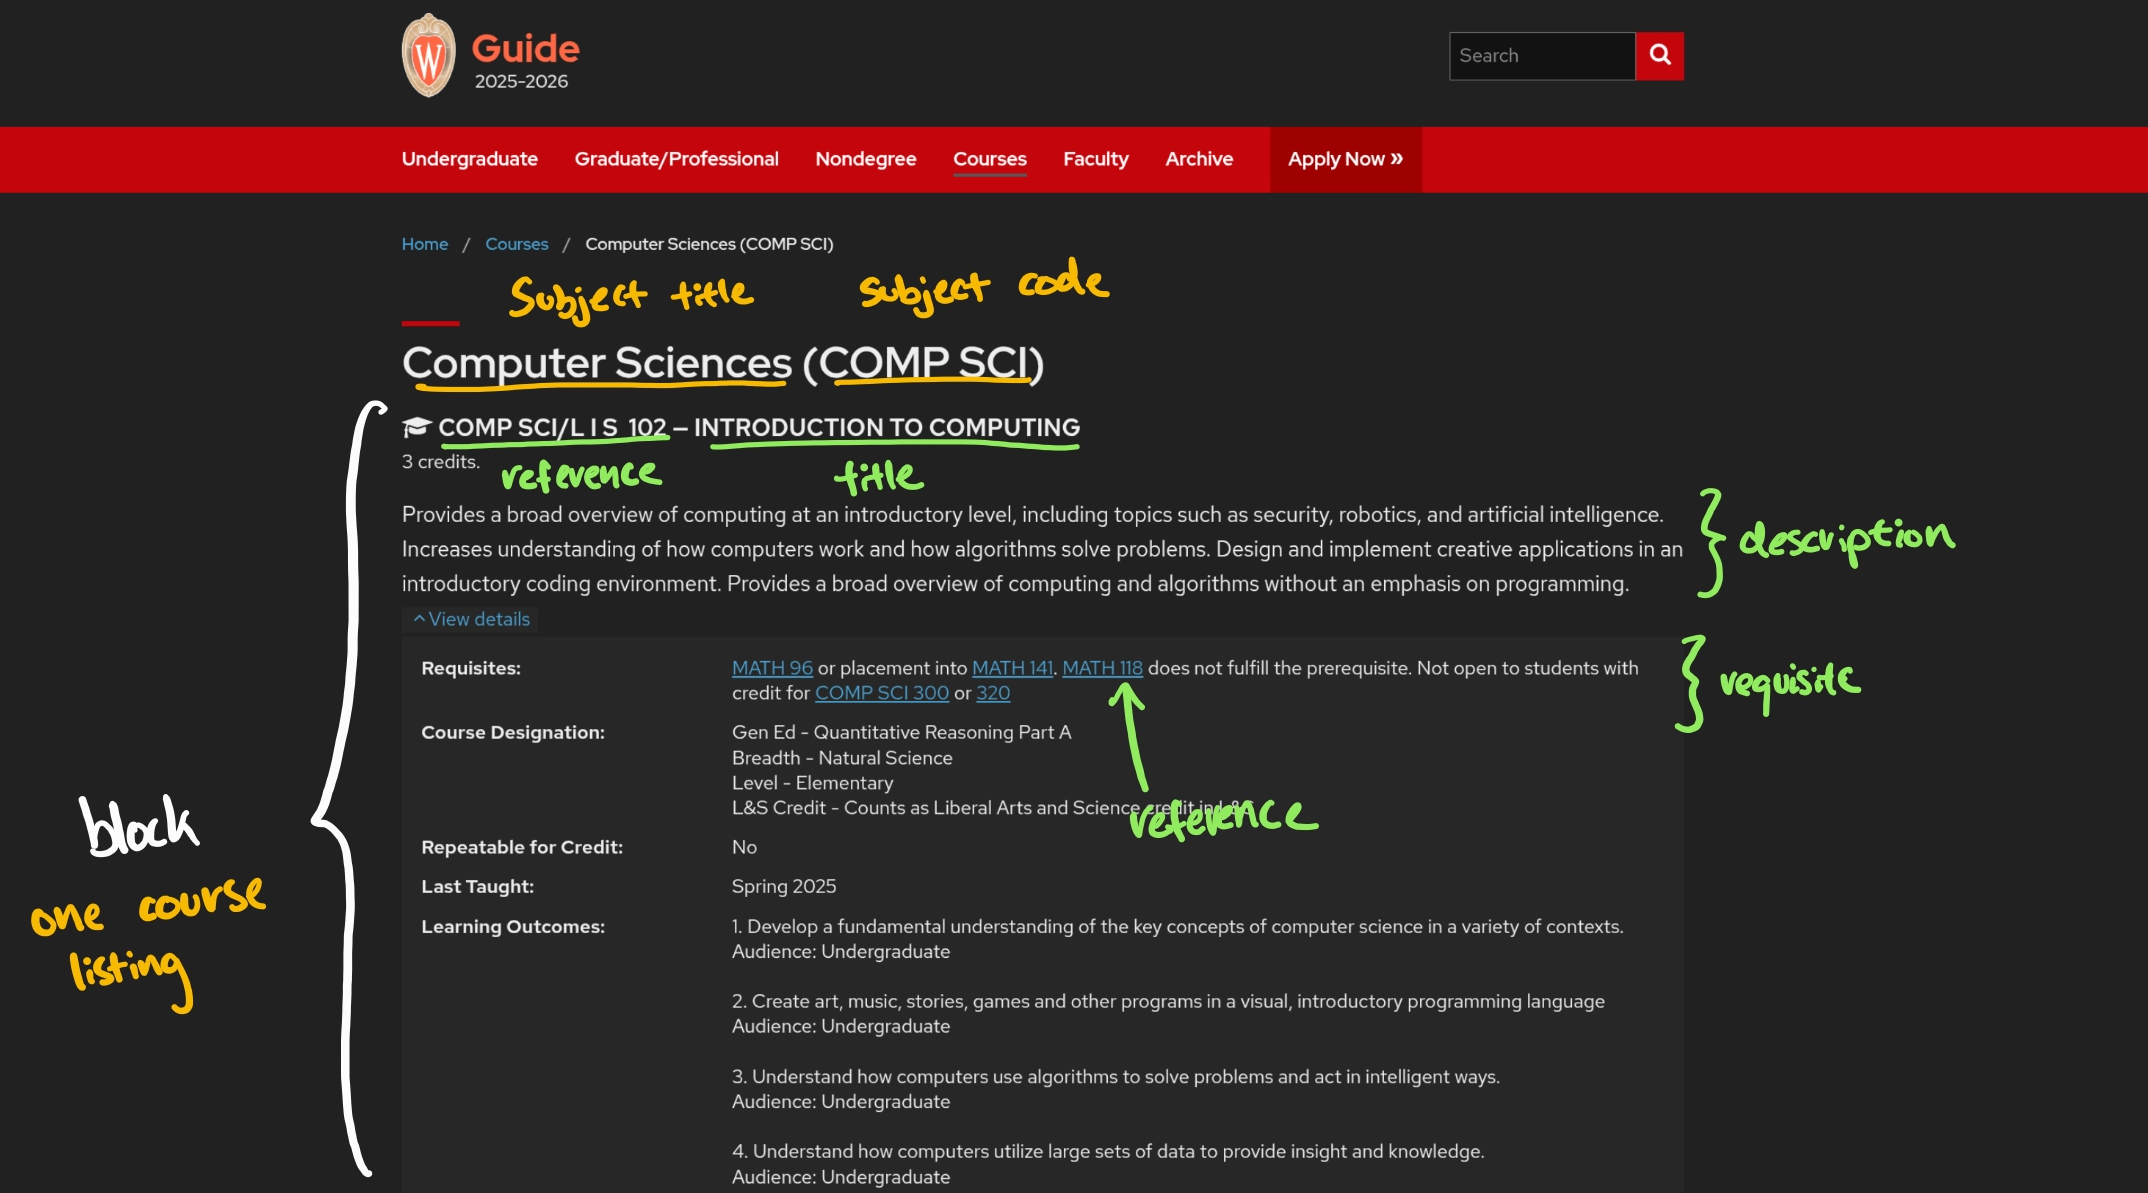 W Guide
2025-2026
Search
Undergraduate Graduate/Professional Nondegree Courses Faculty Archive Apply Now »
Home / Courses / Computer Sciences (COMP SCI)
Subject title subject code
Computer Sciences (COMP SCI)
COMP SCI/L I S 102 – INTRODUCTION TO COMPUTING
3 credits.
reference title
Provides a broad overview of computing at an introductory level, including topics such as security, robotics, and artificial intelligence.
Increases understanding of how computers work and how algorithms solve problems. Design and implement creative applications in an
introductory coding environment. Provides a broad overview of computing and algorithms without an emphasis on programming.
description
^ View details
Requisites: MATH 96 or placement into MATH 141. MATH 118 does not fulfill the prerequisite. Not open to students with
credit for COMP SCI 300 or 320
requisite
Course Designation: Gen Ed - Quantitative Reasoning Part A
Breadth - Natural Science
Level - Elementary
L&S Credit - Counts as Liberal Arts and Science credit in L&S
reference
Repeatable for Credit: No
Last Taught: Spring 2025
Learning Outcomes: 1. Develop a fundamental understanding of the key concepts of computer science in a variety of contexts.
Audience: Undergraduate
2. Create art, music, stories, games and other programs in a visual, introductory programming language
Audience: Undergraduate
3. Understand how computers use algorithms to solve problems and act in intelligent ways.
Audience: Undergraduate
4. Understand how computers utilize large sets of data to provide insight and knowledge.
Audience: Undergraduate
block
one course
listing